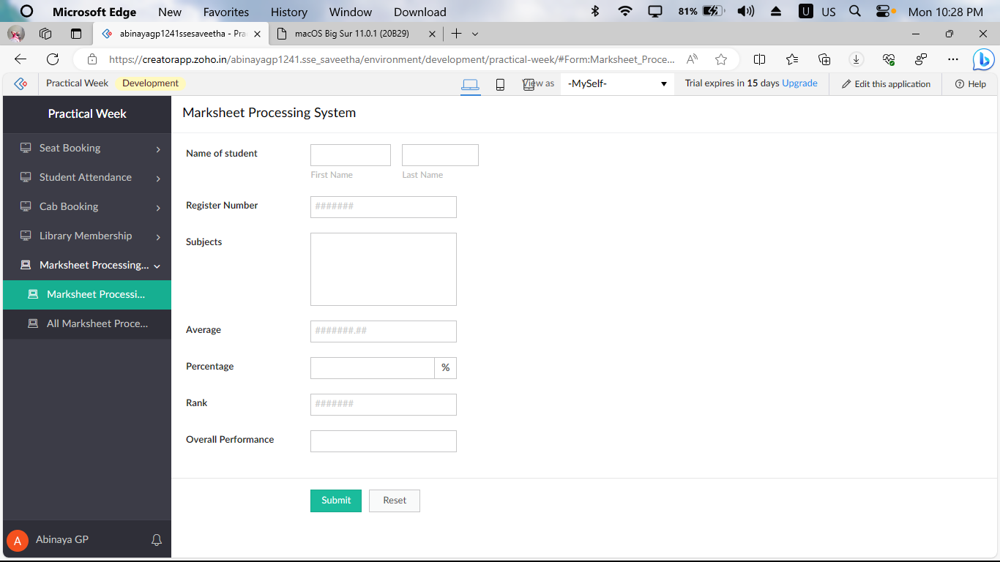 Microsoft Edge New Favorites History Window Download 81% U US Mon 10:28 PM
abinayagp1241ssesaveetha - Pra macOS Big Sur 11.0.1 (20B29)
https://creatorapp.zoho.in/abinayagp1241.sse_saveetha/environment/development/practical-week/#Form:Marksheet_Proce...
Practical Week Development View as -MySelf- Trial expires in 15 days Upgrade Edit this application Help
Practical Week
Marksheet Processing System
Seat Booking
Student Attendance
Cab Booking
Library Membership
Marksheet Processing...
Marksheet Processi...
All Marksheet Proce...
Name of student
First Name Last Name
Register Number #######
Subjects
Average #######.##
Percentage %
Rank #######
Overall Performance
Submit Reset
A Abinaya GP